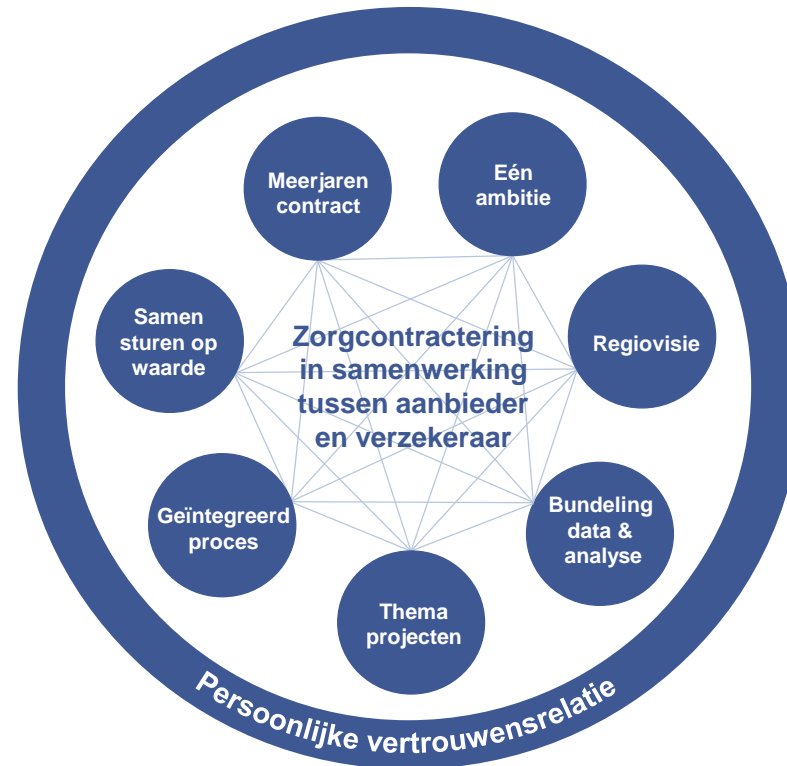 Meerjaren
contract
Eén
ambitie
Samen
sturen op
waarde
Zorgcontractering
in samenwerking
tussen aanbieder
en verzekeraar
Regiovisie
Geïntegreerd
proces
Bundeling
data &
analyse
Thema
projecten
Persoonlijke vertrouwensrelatie